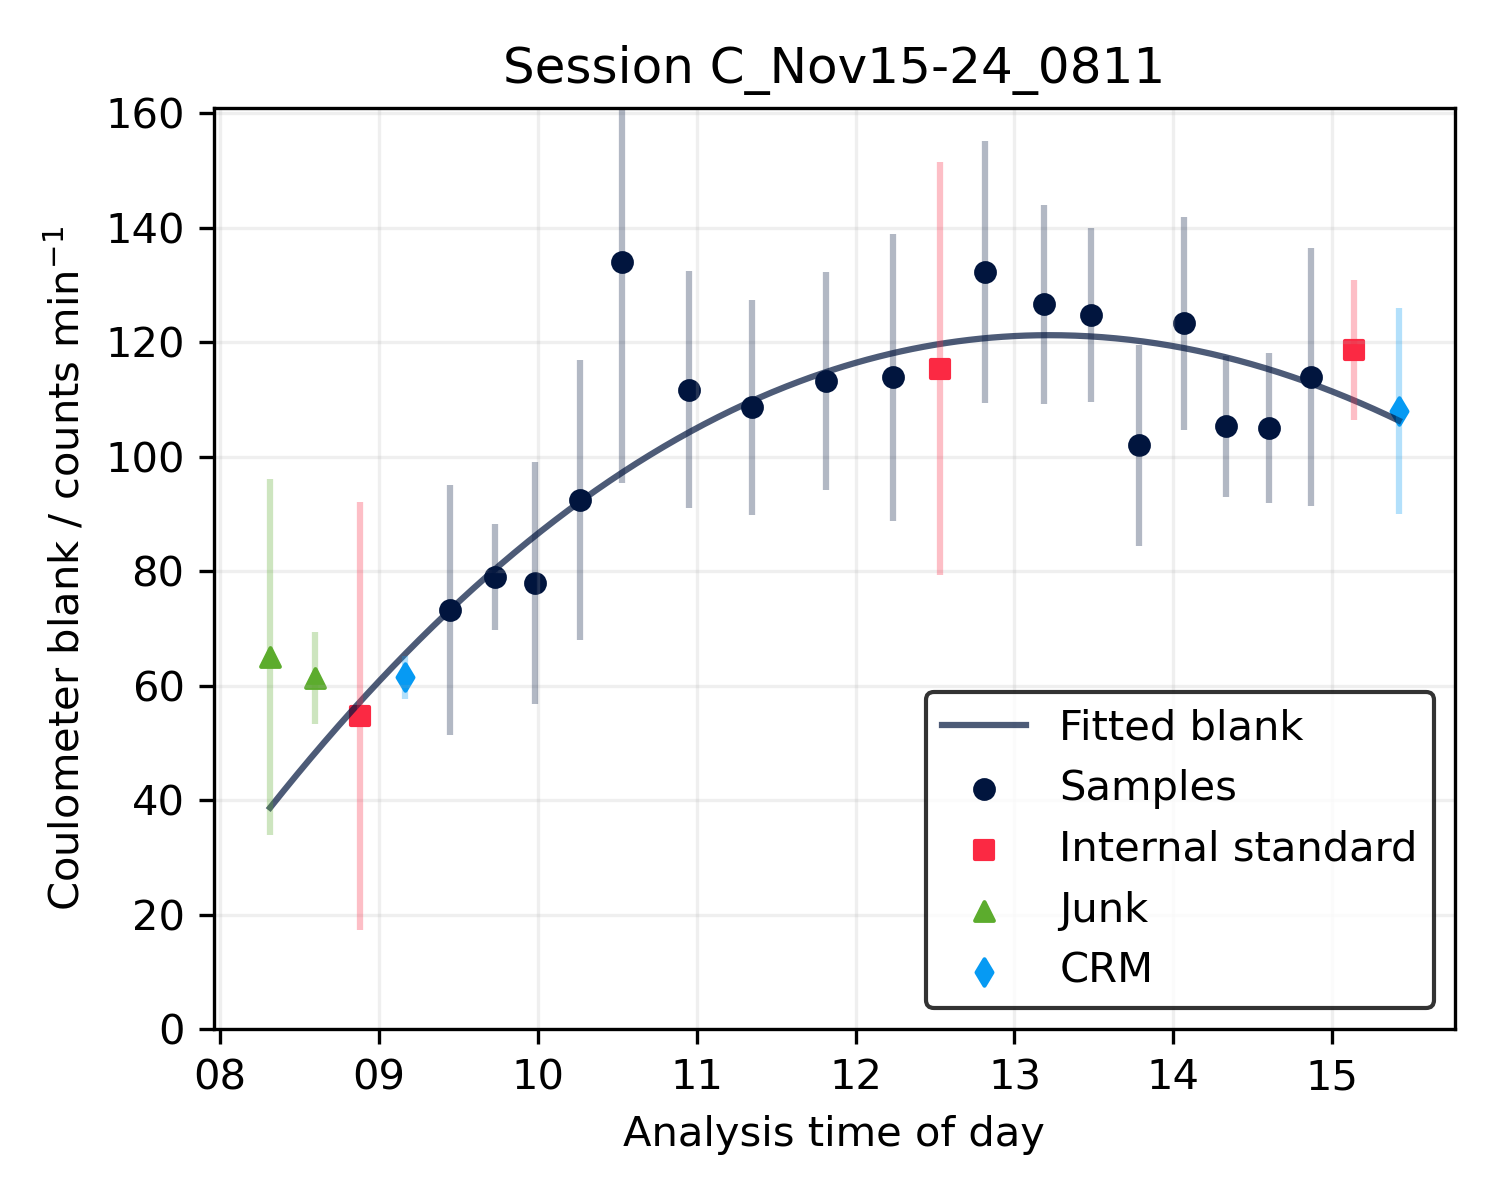 Session C_Nov15-24_0811
Coulometer blank / counts min⁻¹
160
140
120
100
80
60
40
20
0
Fitted blank
Samples
Internal standard
Junk
CRM
08 09 10 11 12 13 14 15
Analysis time of day